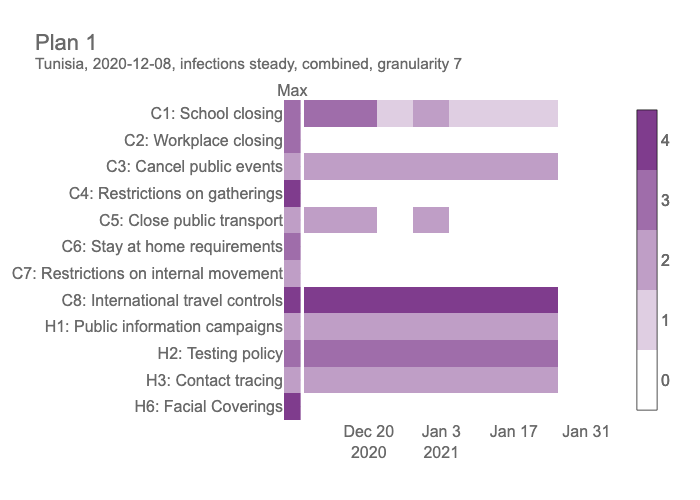 Plan 1
Tunisia, 2020-12-08, infections steady, combined, granularity 7
Max
C1: School closing
C2: Workplace closing
C3: Cancel public events
C4: Restrictions on gatherings
C5: Close public transport
C6: Stay at home requirements
C7: Restrictions on internal movement
C8: International travel controls
H1: Public information campaigns
H2: Testing policy
H3: Contact tracing
H6: Facial Coverings
4
3
2
1
0
Dec 20 Jan 3 Jan 17 Jan 31
2020 2021